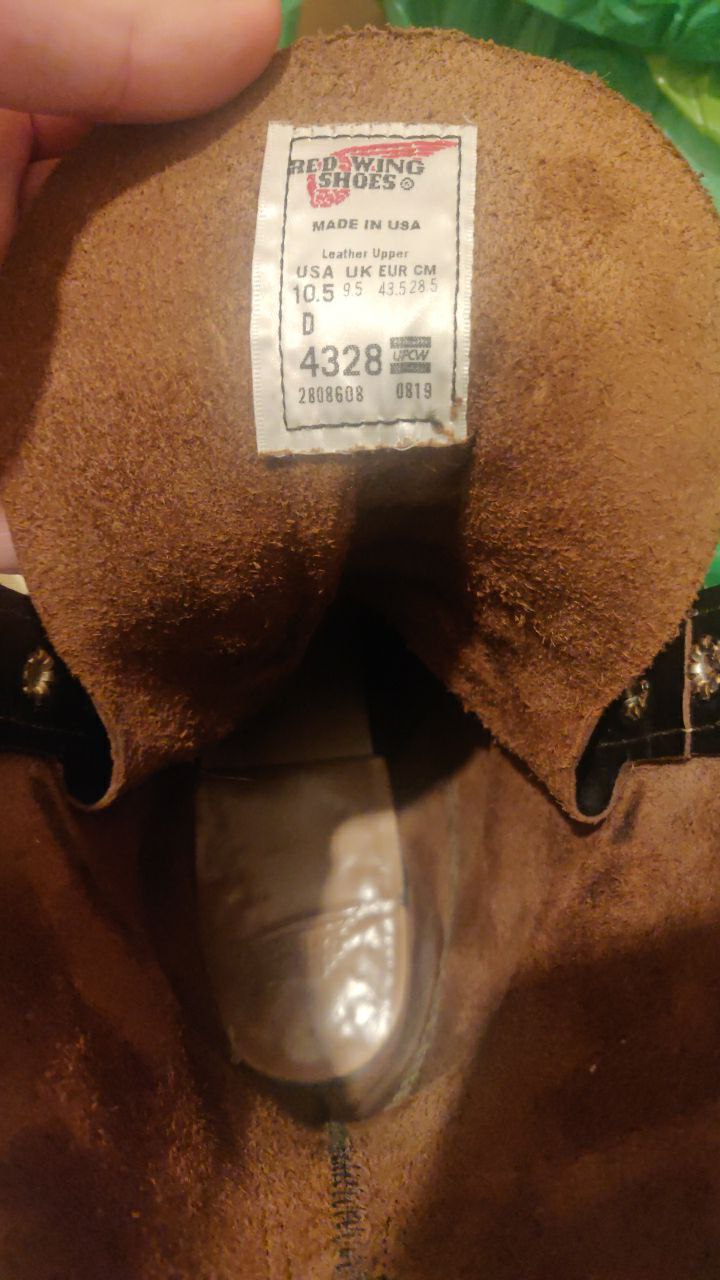 RED WING
SHOES®
MADE IN USA
Leather Upper
USA UK EUR CM
10.5 9.5 43.5 28.5
D
4328 UPCW
2808608 0819